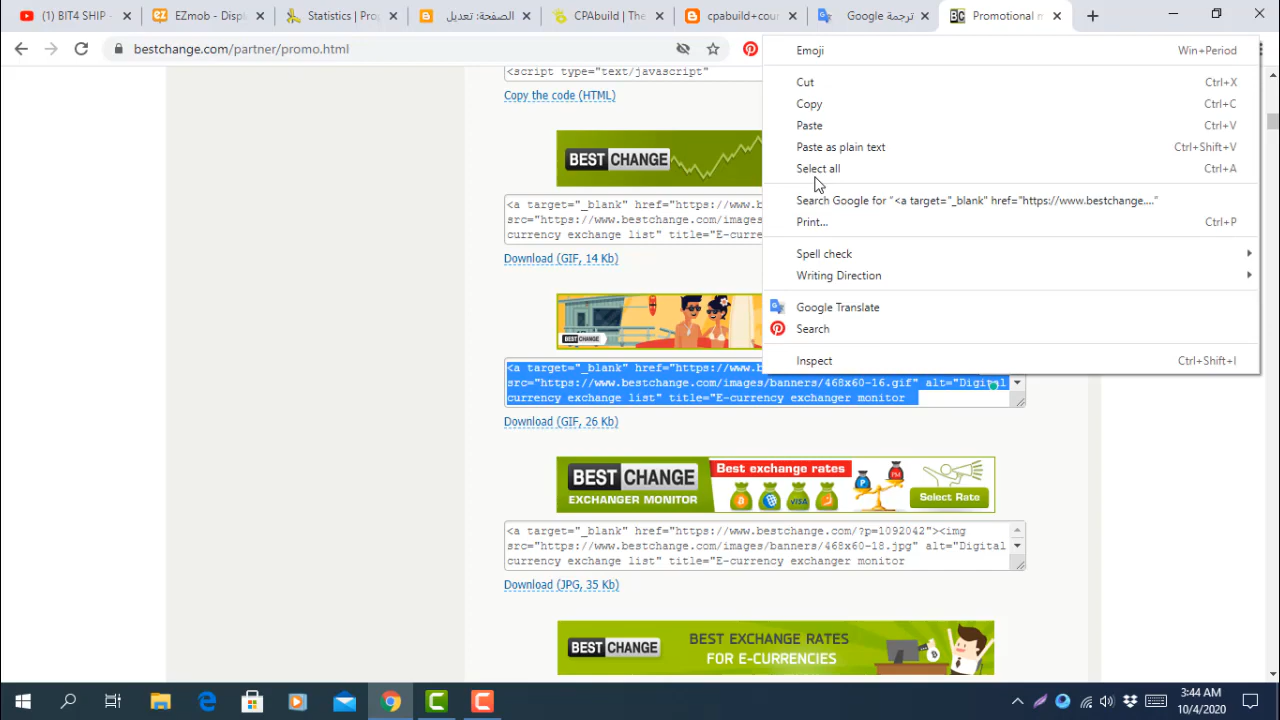 (1) BIT4 SHIP -
EZmob - Displ
Statistics | Prog
الصفحة: تعديل
CPAbuild | The
cpabuild+cour
ترجمة Google
Promotional m
bestchange.com/partner/promo.html
Emoji Win+Period
Cut Ctrl+X
Copy Ctrl+C
Paste Ctrl+V
Paste as plain text Ctrl+Shift+V
Select all Ctrl+A
Search Google for "<a target="_blank" href="https://www.bestchange...."
Print... Ctrl+P
Spell check
Writing Direction
Google Translate
Search
Inspect Ctrl+Shift+I
<script type="text/javascript"
Copy the code (HTML)
BEST CHANGE
<a target="_blank" href="https://www.b
src="https://www.bestchange.com/images
currency exchange list" title="E-curre
Download (GIF, 14 Kb)
BEST CHANGE
<a target="_blank" href="https://www.b
src="https://www.bestchange.com/images/banners/468x60-16.gif" alt="Digital
currency exchange list" title="E-currency exchanger monitor
Download (GIF, 26 Kb)
BEST CHANGE
EXCHANGER MONITOR
Best exchange rates
VISA
Select Rate
<a target="_blank" href="https://www.bestchange.com/?p=1092042"><img
src="https://www.bestchange.com/images/banners/468x60-18.jpg" alt="Digital
currency exchange list" title="E-currency exchanger monitor
Download (JPG, 35 Kb)
BEST CHANGE
BEST EXCHANGE RATES
FOR E-CURRENCIES
3:44 AM
10/4/2020